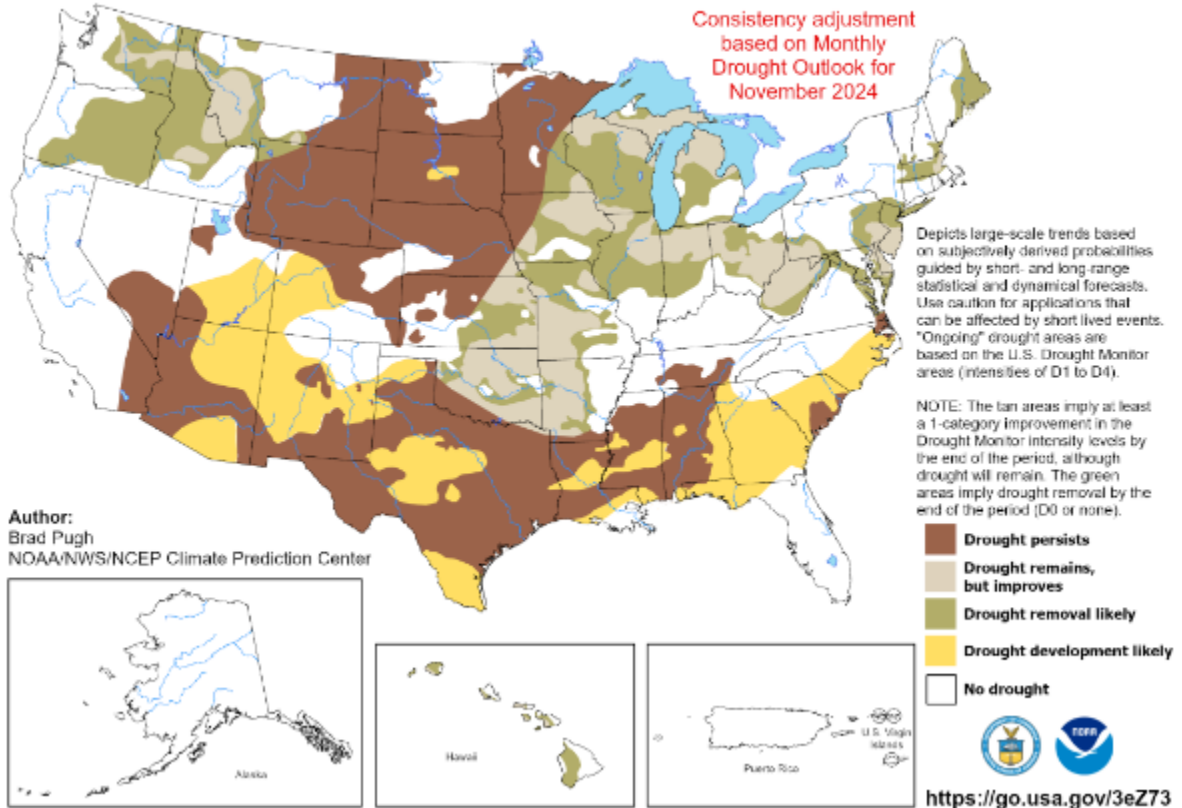 Consistency adjustment
based on Monthly
Drought Outlook for
November 2024
Depicts large-scale trends based
on subjectively derived probabilities
guided by short- and long-range
statistical and dynamical forecasts.
Use caution for applications that
can be affected by short lived events.
"Ongoing" drought areas are
based on the U.S. Drought Monitor
areas (intensities of D1 to D4).
NOTE: The tan areas imply at least
a 1-category improvement in the
Drought Monitor intensity levels by
the end of the period, although
drought will remain. The green
areas imply drought removal by the
end of the period (D0 or none).
Author:
Brad Pugh
NOAA/NWS/NCEP Climate Prediction Center
Drought persists
Drought remains,
but improves
Drought removal likely
Drought development likely
No drought
Alaska
Hawaii
Puerto Rico
U.S. Virgin
Islands
NOAA
https://go.usa.gov/3eZ73